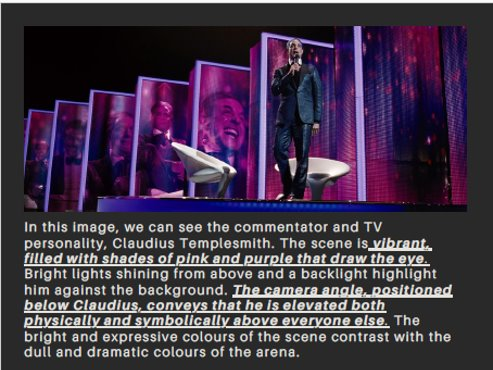 In this image, we can see the commentator and TV
personality, Claudius Templesmith. The scene is vibrant,
filled with shades of pink and purple that draw the eye.
Bright lights shining from above and a backlight highlight
him against the background. The camera angle, positioned
below Claudius, conveys that he is elevated both
physically and symbolically above everyone else. The
bright and expressive colours of the scene contrast with the
dull and dramatic colours of the arena.